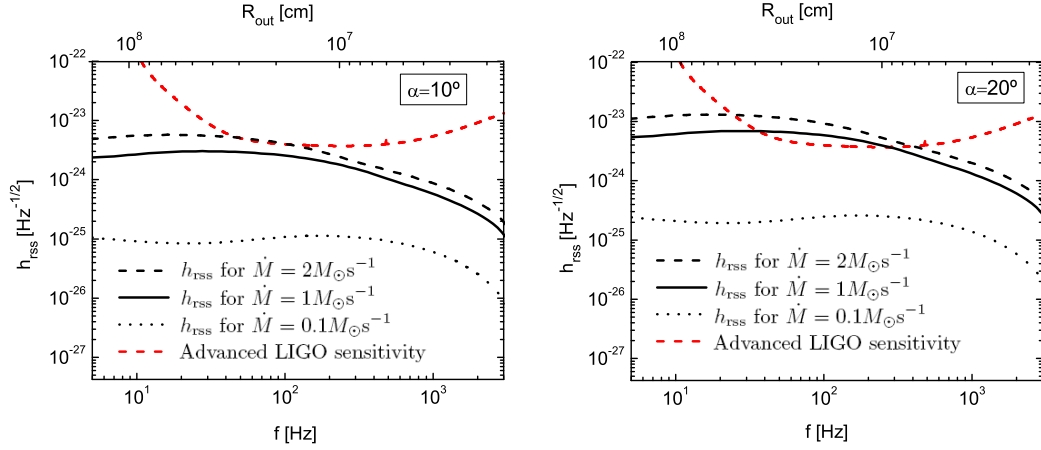 R_out [cm]
10^8 10^7
10^-22
10^-23
10^-24
10^-25
10^-26
10^-27
h_rss [Hz^-1/2]
α=10º
h_rss for Ṁ = 2M_⊙s^−1
h_rss for Ṁ = 1M_⊙s^−1
h_rss for Ṁ = 0.1M_⊙s^−1
Advanced LIGO sensitivity
10^1 10^2 10^3
f [Hz]
R_out [cm]
10^8 10^7
10^-22
10^-23
10^-24
10^-25
10^-26
10^-27
h_rss [Hz^-1/2]
α=20º
h_rss for Ṁ = 2M_⊙s^−1
h_rss for Ṁ = 1M_⊙s^−1
h_rss for Ṁ = 0.1M_⊙s^−1
Advanced LIGO sensitivity
10^1 10^2 10^3
f [Hz]